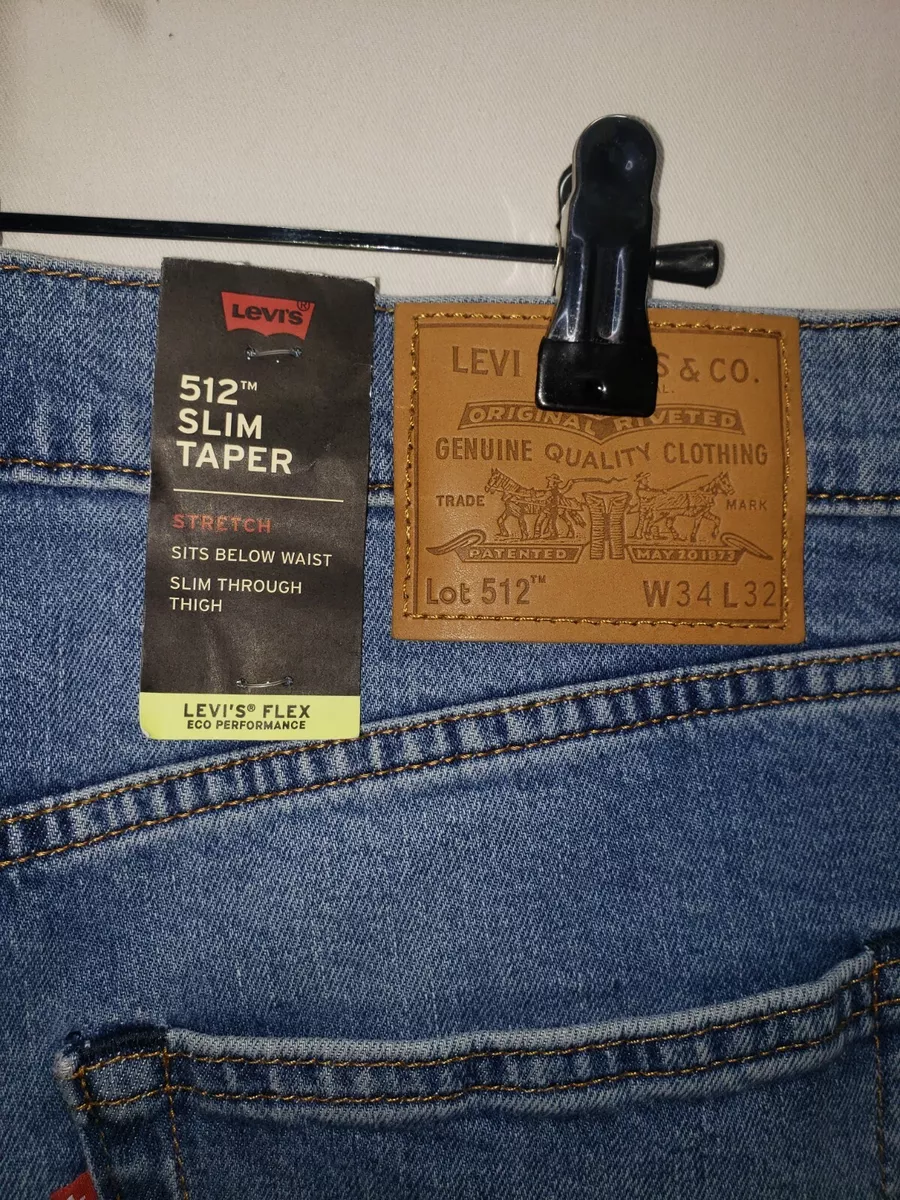 Levi's®
512™
SLIM
TAPER
STRETCH
SITS BELOW WAIST
SLIM THROUGH
THIGH
LEVI'S® FLEX
ECO PERFORMANCE
LEVI S & CO.
ORIGINAL RIVETED
GENUINE QUALITY CLOTHING
TRADE MARK
PATENTED MAY 20 1873
Lot 512™ W34 L32